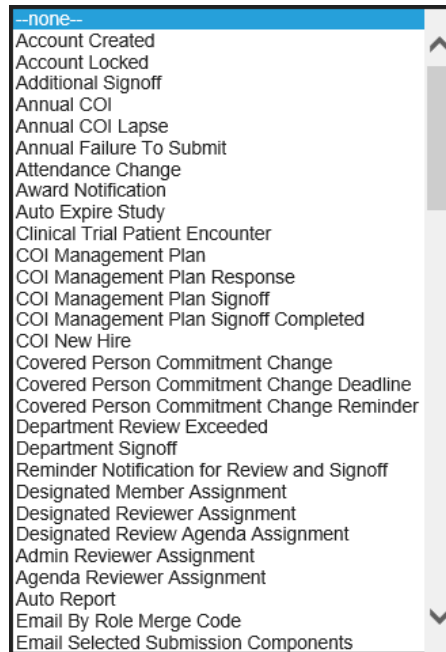 --none--
Account Created
Account Locked
Additional Signoff
Annual COI
Annual COI Lapse
Annual Failure To Submit
Attendance Change
Award Notification
Auto Expire Study
Clinical Trial Patient Encounter
COI Management Plan
COI Management Plan Response
COI Management Plan Signoff
COI Management Plan Signoff Completed
COI New Hire
Covered Person Commitment Change
Covered Person Commitment Change Deadline
Covered Person Commitment Change Reminder
Department Review Exceeded
Department Signoff
Reminder Notification for Review and Signoff
Designated Member Assignment
Designated Reviewer Assignment
Designated Review Agenda Assignment
Admin Reviewer Assignment
Agenda Reviewer Assignment
Auto Report
Email By Role Merge Code
Email Selected Submission Components